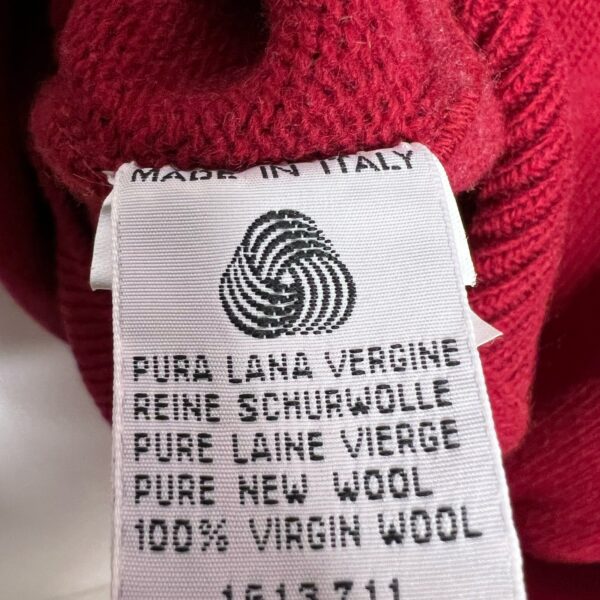 MADE IN ITALY
PURA LANA VERGINE
REINE SCHURWOLLE
PURE LAINE VIERGE
PURE NEW WOOL
100% VIRGIN WOOL